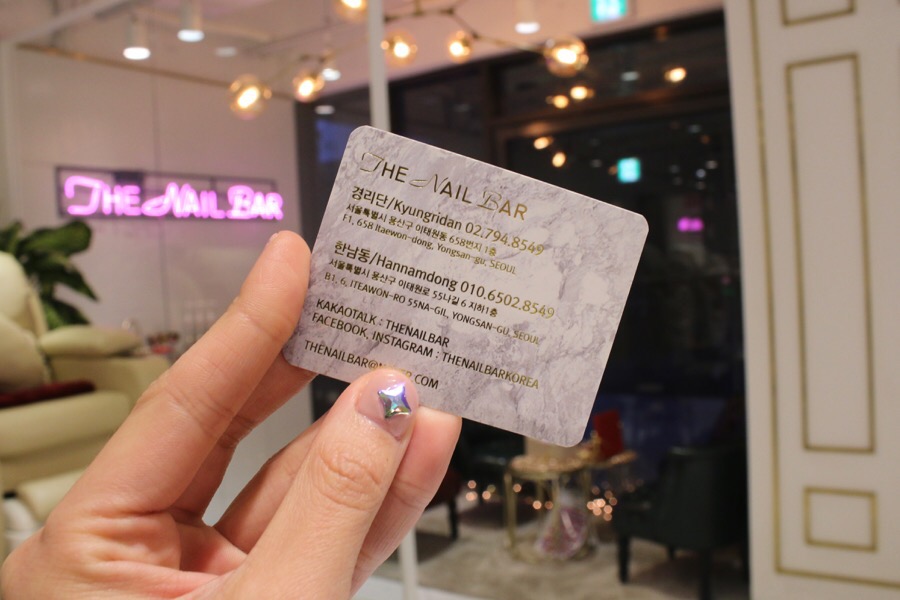 THE NAIL BAR
THE NAIL BAR
경리단/Kyungridan 02.794.8549
서울특별시 용산구 이태원동 658번지 1층
F1, 658 Itaewon-dong, Yongsan-gu, SEOUL
한남동/Hannamdong 010.6502.8549
서울특별시 용산구 이태원로 55나길 6 지하1층
B1, 6, ITEAWON-RO 55NA-GIL, YONGSAN-GU, SEOUL
KAKAOTALK : THENAILBAR
FACEBOOK, INSTAGRAM : THENAILBARKOREA